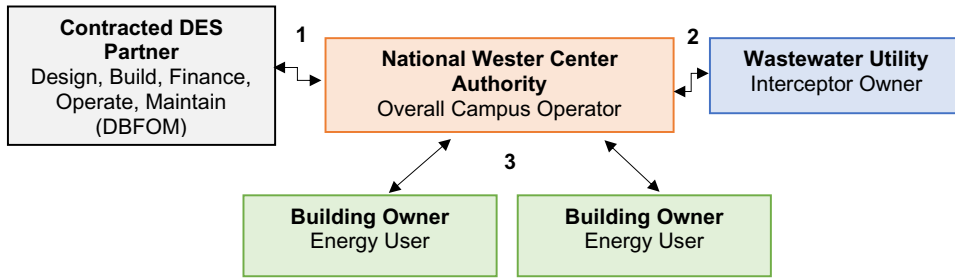 Contracted DES
Partner
Design, Build, Finance,
Operate, Maintain
(DBFOM)
1
National Wester Center
Authority
Overall Campus Operator
2
Wastewater Utility
Interceptor Owner
3
Building Owner
Energy User
Building Owner
Energy User